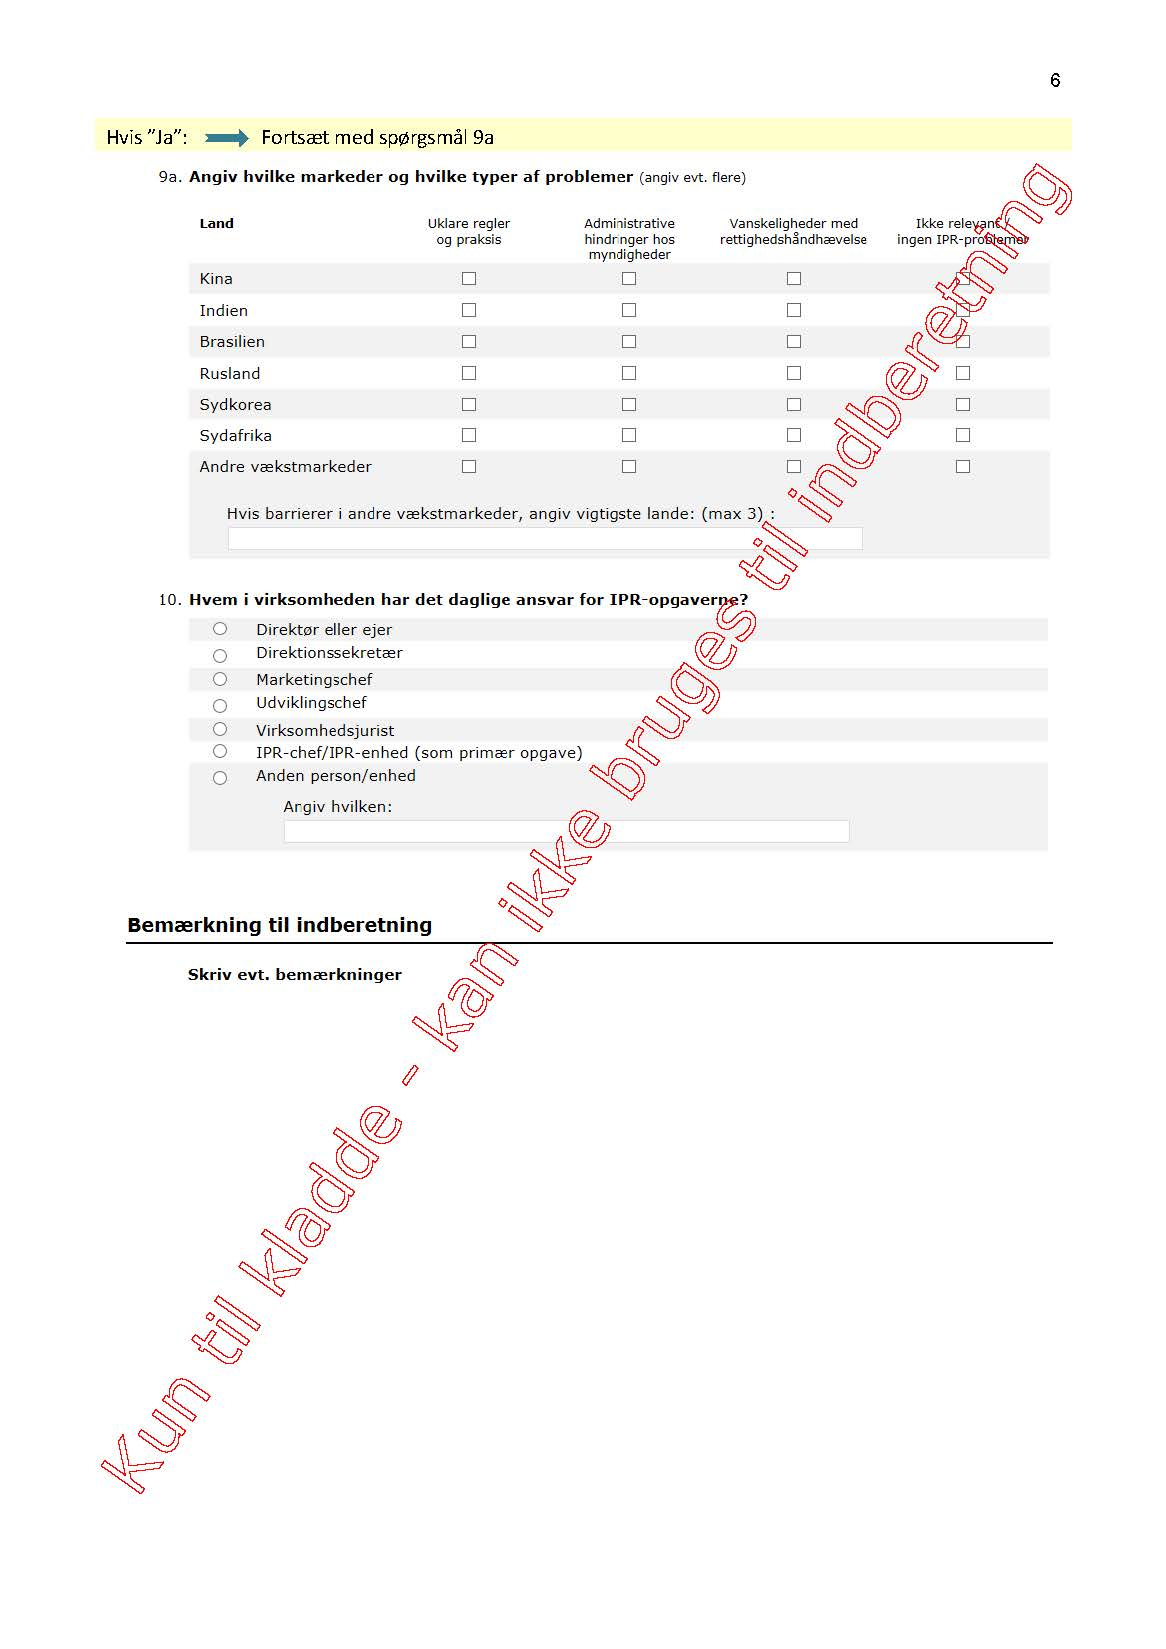 6
Hvis ”Ja”: Fortsæt med spørgsmål 9a
9a. Angiv hvilke markeder og hvilke typer af problemer (angiv evt. flere)
Land
Uklare regler
og praksis
Administrative
hindringer hos
myndigheder
Vanskeligheder med
rettighedshåndhævelse
Ikke relevant /
ingen IPR-problemer
Kina
Indien
Brasilien
Rusland
Sydkorea
Sydafrika
Andre vækstmarkeder
Hvis barrierer i andre vækstmarkeder, angiv vigtigste lande: (max 3) :
10. Hvem i virksomheden har det daglige ansvar for IPR-opgaverne?
Direktør eller ejer
Direktionssekretær
Marketingschef
Udviklingschef
Virksomhedsjurist
IPR-chef/IPR-enhed (som primær opgave)
Anden person/enhed
Angiv hvilken:
Bemærkning til indberetning
Skriv evt. bemærkninger
Kun til kladde - kan ikke bruges til indberetning